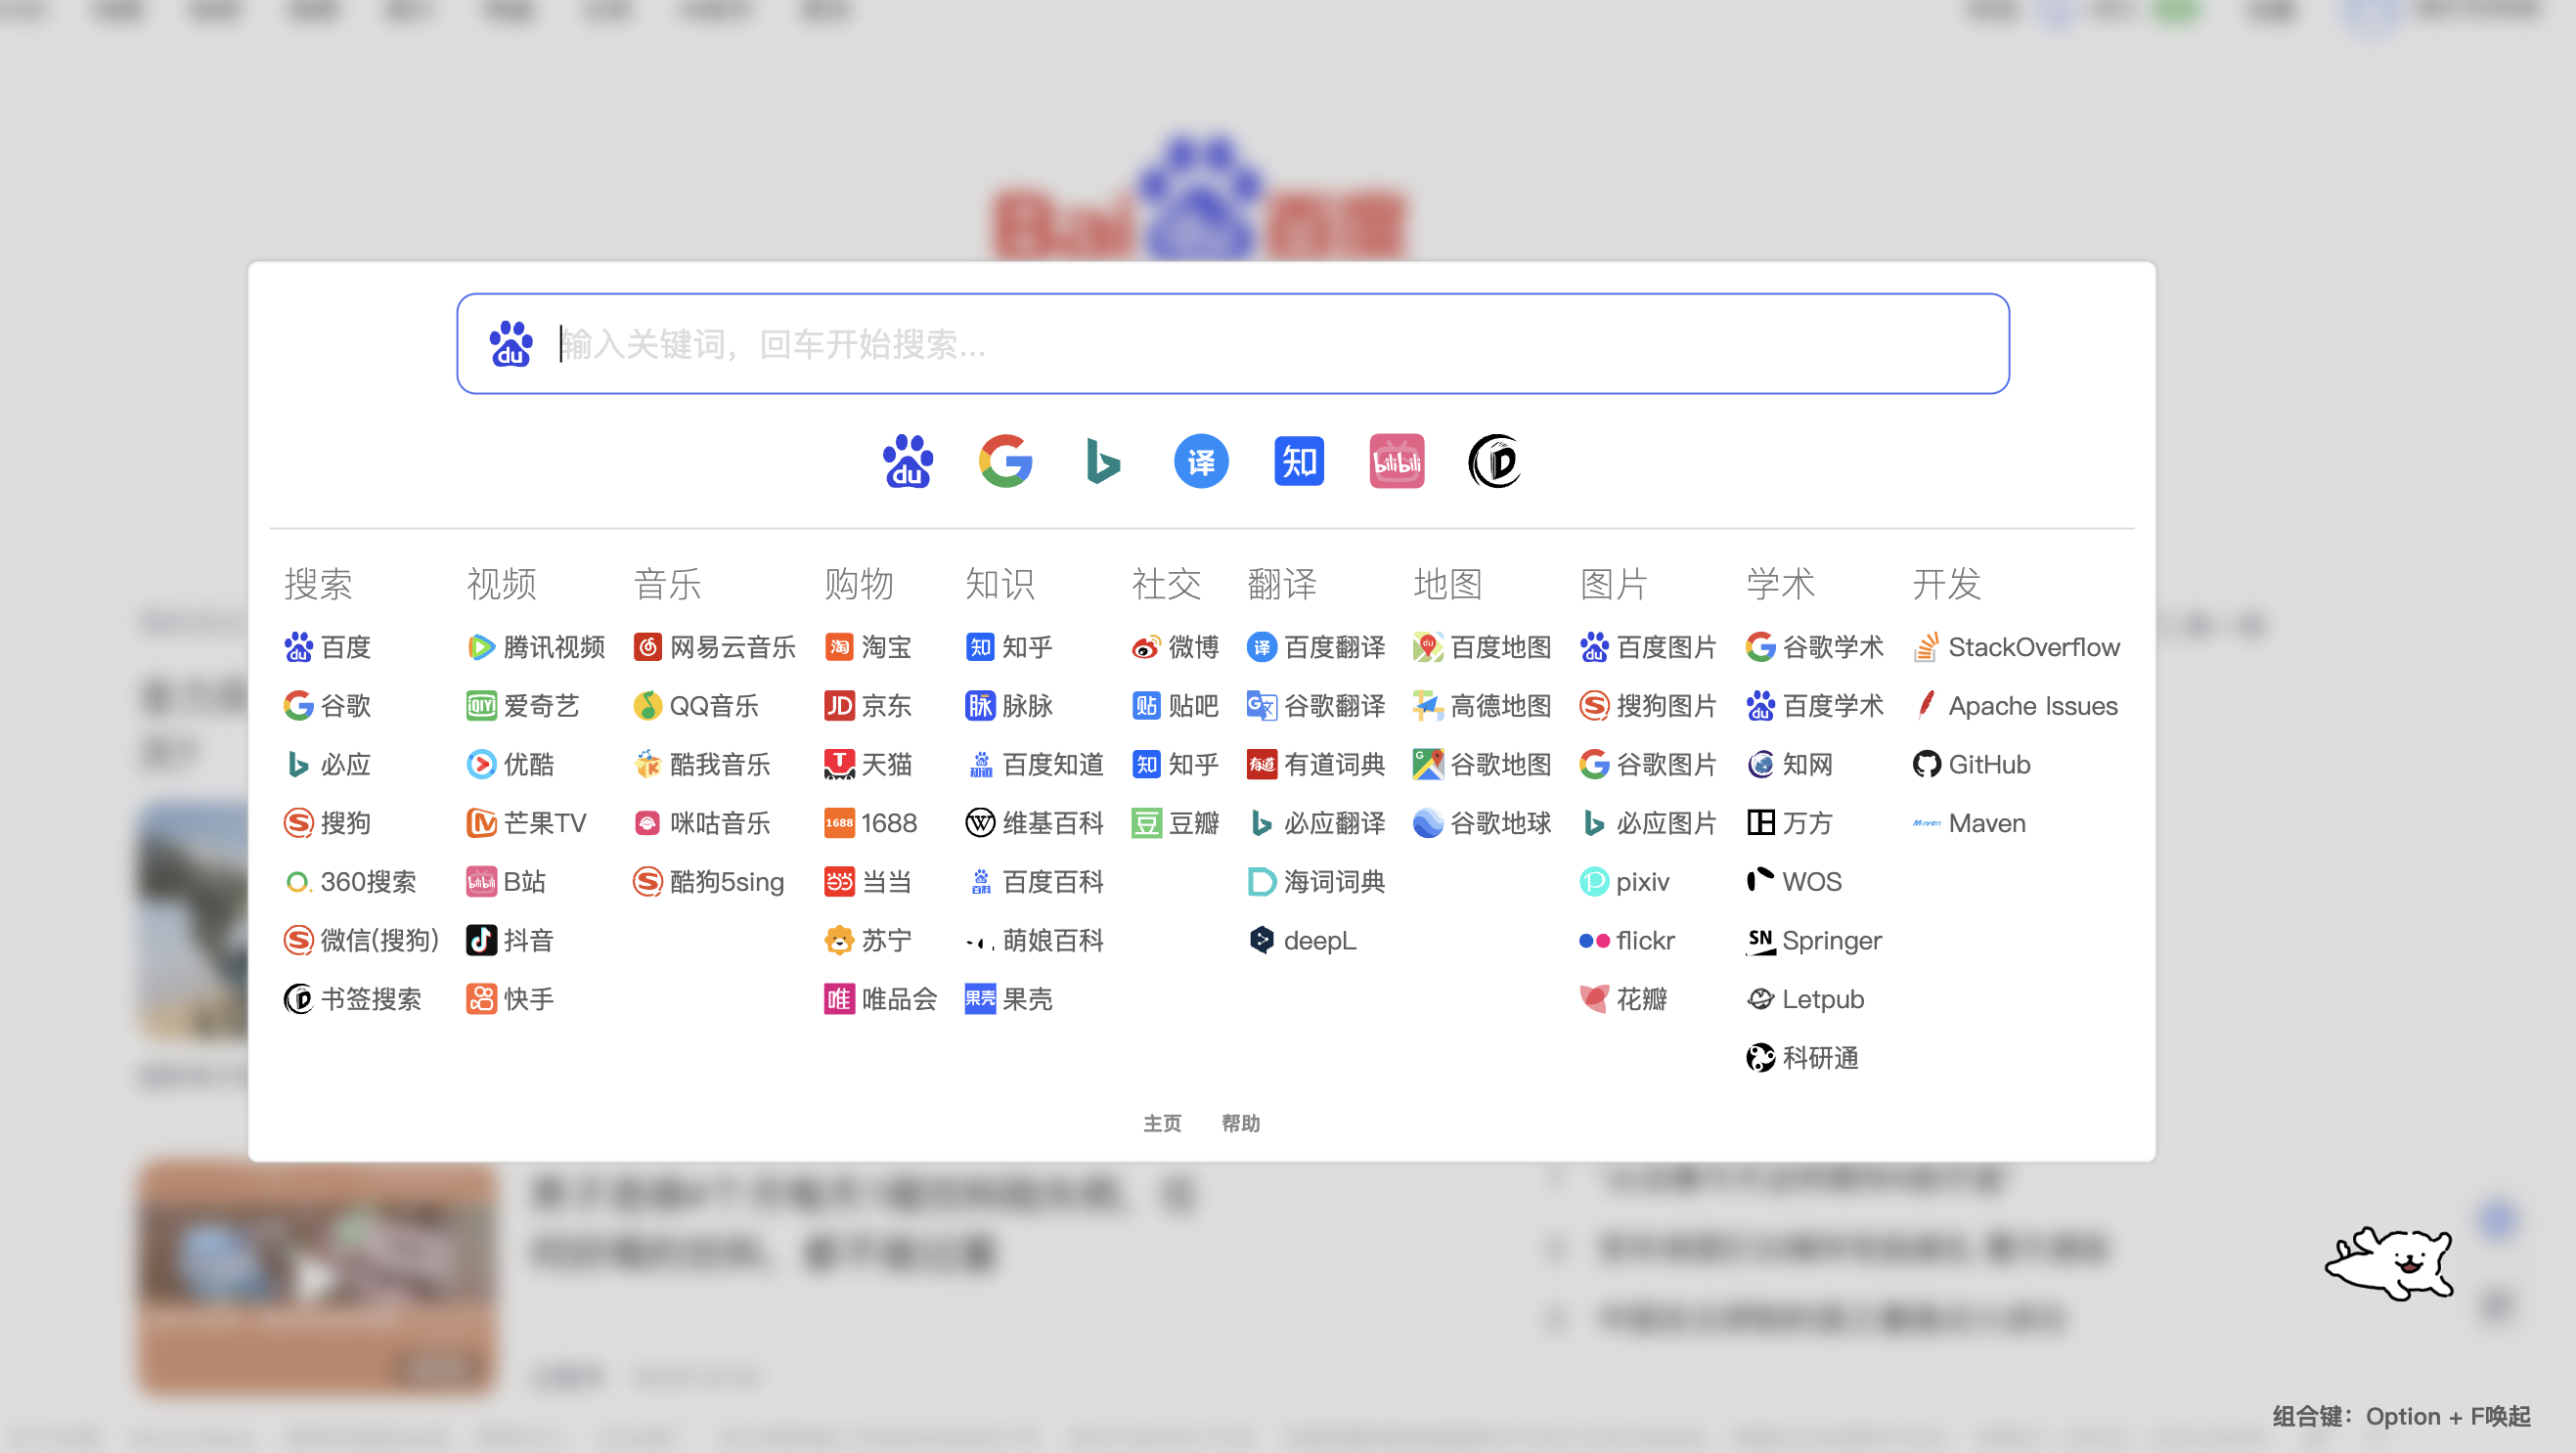 Bai百度
du 输入关键词，回车开始搜索...
du G 译 知 bilibili
搜索 视频 音乐 购物 知识 社交 翻译 地图 图片 学术 开发
百度 腾讯视频 网易云音乐 淘宝 知乎 微博 百度翻译 百度地图 百度图片 谷歌学术 StackOverflow
谷歌 爱奇艺 QQ音乐 京东 脉脉 贴吧 谷歌翻译 高德地图 搜狗图片 百度学术 Apache Issues
必应 优酷 酷我音乐 天猫 百度知道 知乎 有道词典 谷歌地图 谷歌图片 知网 GitHub
搜狗 芒果TV 咪咕音乐 1688 维基百科 豆瓣 必应翻译 谷歌地球 必应图片 万方 Maven
360搜索 B站 酷狗5sing 当当 百度百科 海词词典 pixiv WOS
微信(搜狗) 抖音 苏宁 萌娘百科 deepL flickr Springer
书签搜索 快手 唯品会 果壳 花瓣 Letpub
科研通
主页 帮助
组合键：Option + F唤起